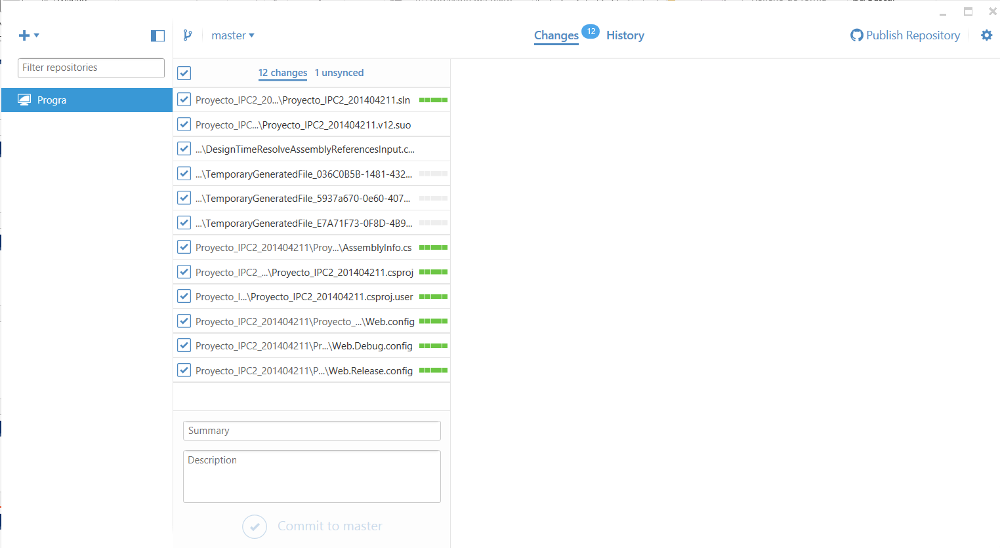 master
Changes
12
History
Publish Repository
Filter repositories
12 changes
1 unsynced
Progra
Proyecto_IPC2_20...\Proyecto_IPC2_201404211.sln
Proyecto_IPC...\Proyecto_IPC2_201404211.v12.suo
...\DesignTimeResolveAssemblyReferencesInput.c...
...\TemporaryGeneratedFile_036C0B5B-1481-432...
...\TemporaryGeneratedFile_5937a670-0e60-407...
...\TemporaryGeneratedFile_E7A71F73-0F8D-4B9...
Proyecto_IPC2_201404211\Proy...\AssemblyInfo.cs
Proyecto_IPC2_...\Proyecto_IPC2_201404211.csproj
Proyecto_I...\Proyecto_IPC2_201404211.csproj.user
Proyecto_IPC2_201404211\Proyecto_...\Web.config
Proyecto_IPC2_201404211\Pr...\Web.Debug.config
Proyecto_IPC2_201404211\P...\Web.Release.config
Summary
Description
Commit to master